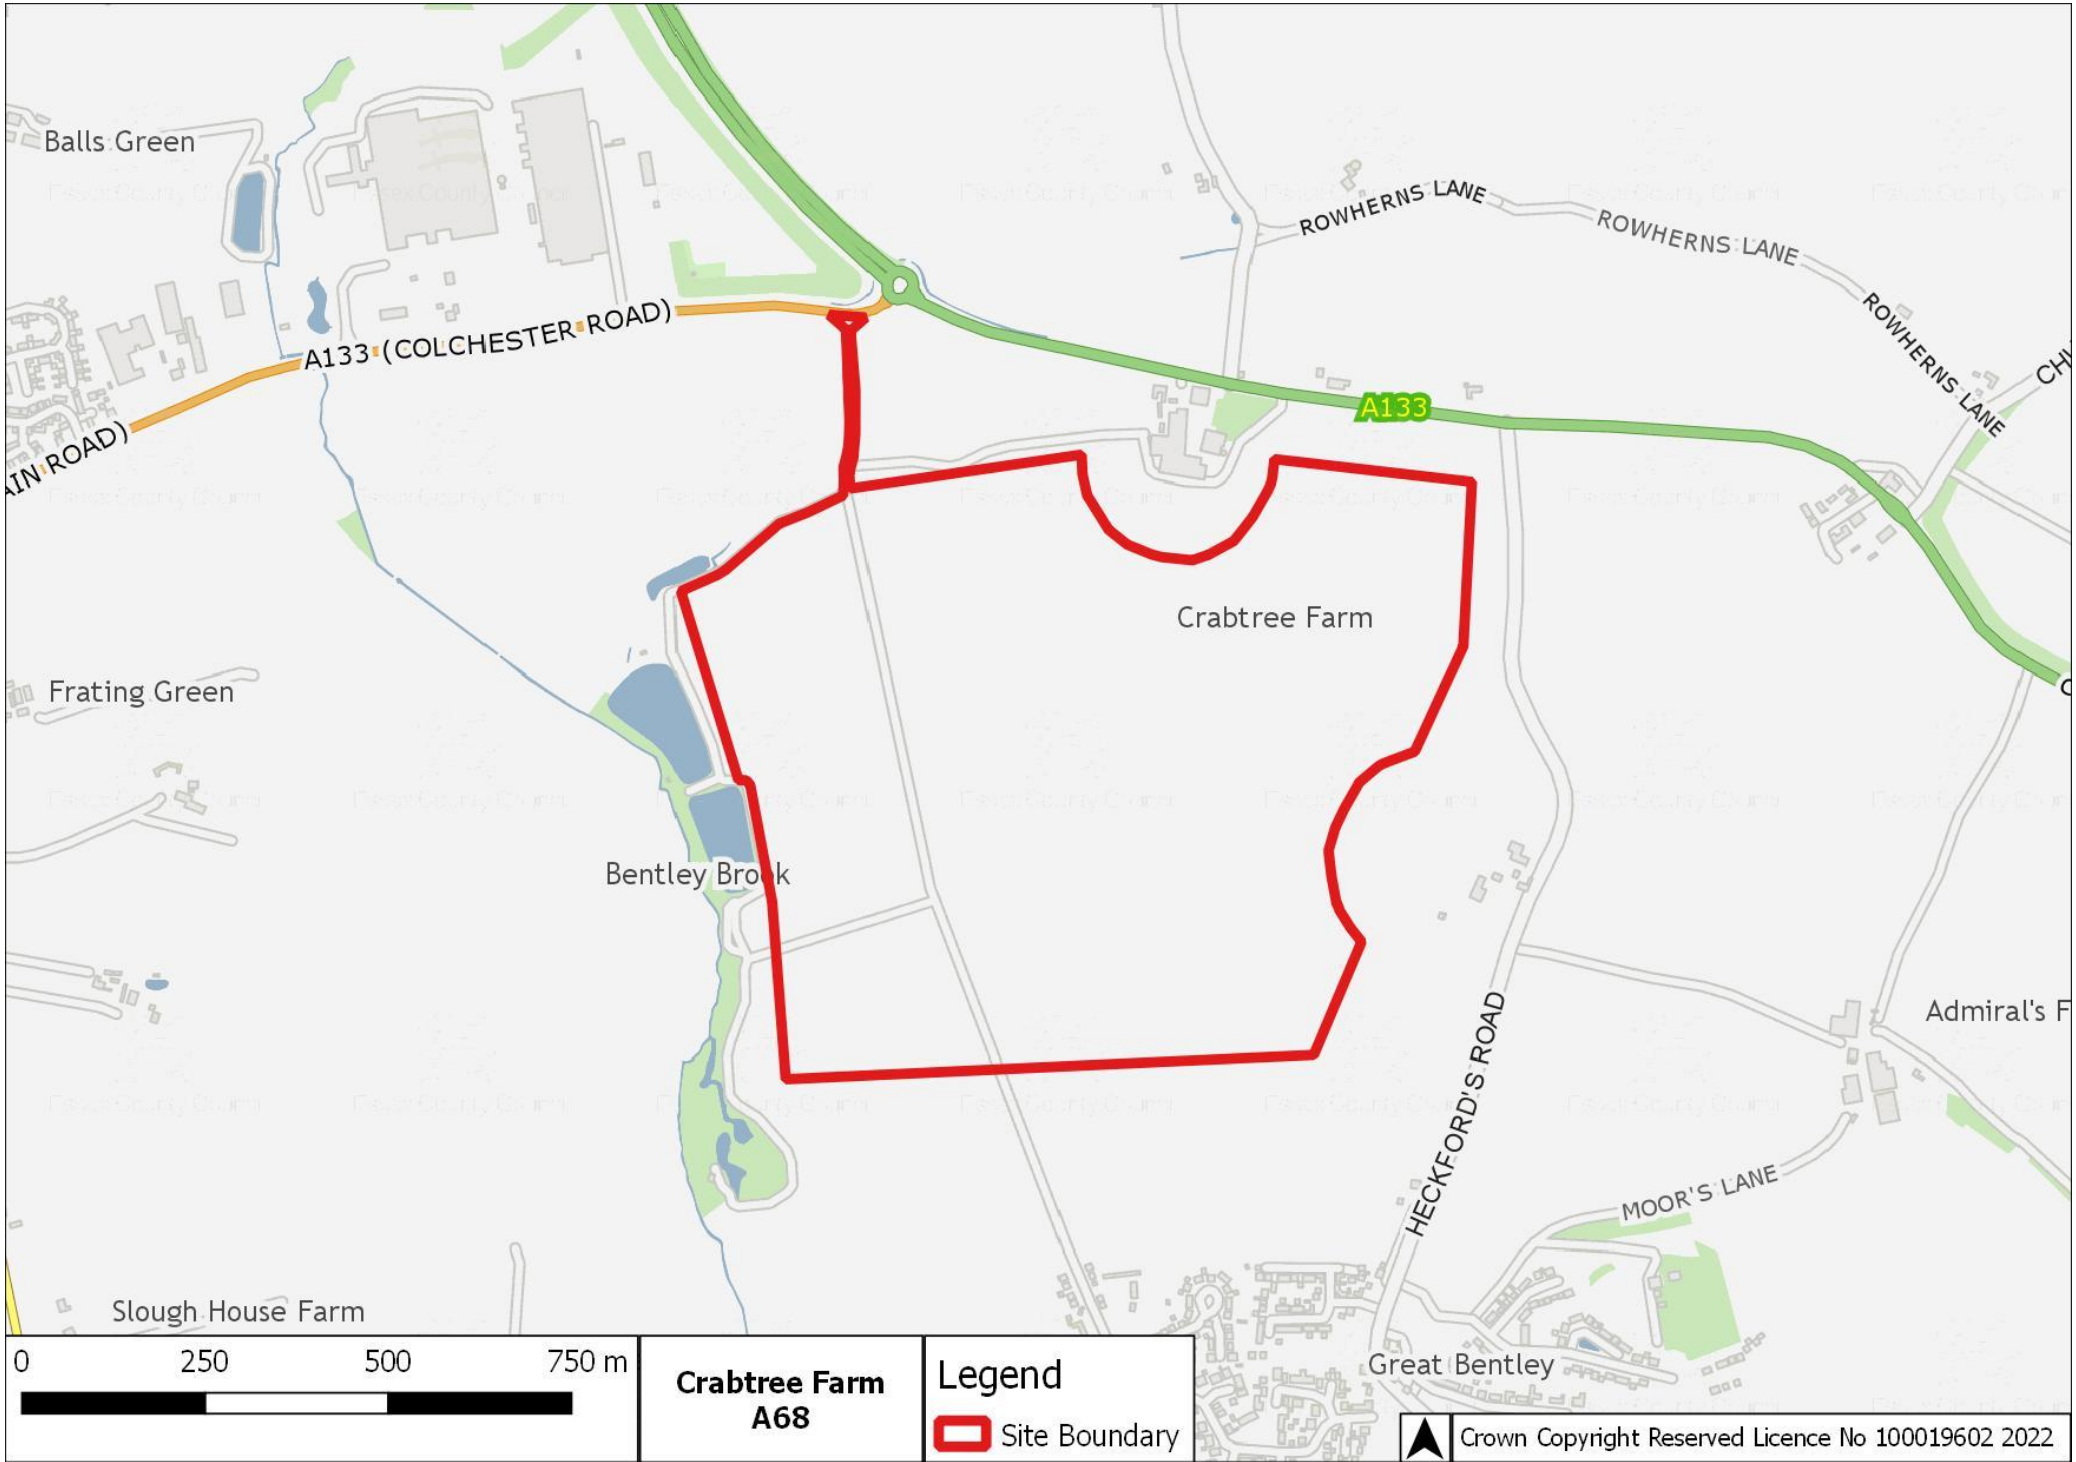 Balls Green
ROWHERNS LANE
ROWHERNS LANE
ROWHERNS LANE
A133 (COLCHESTER ROAD)
A133
AIN ROAD)
Crabtree Farm
Frating Green
Bentley Brook
HECKFORD'S ROAD
Admiral's F
MOOR'S LANE
Slough House Farm
Great Bentley
0 250 500 750 m
Crabtree Farm
A68
Legend
Site Boundary
Crown Copyright Reserved Licence No 100019602 2022